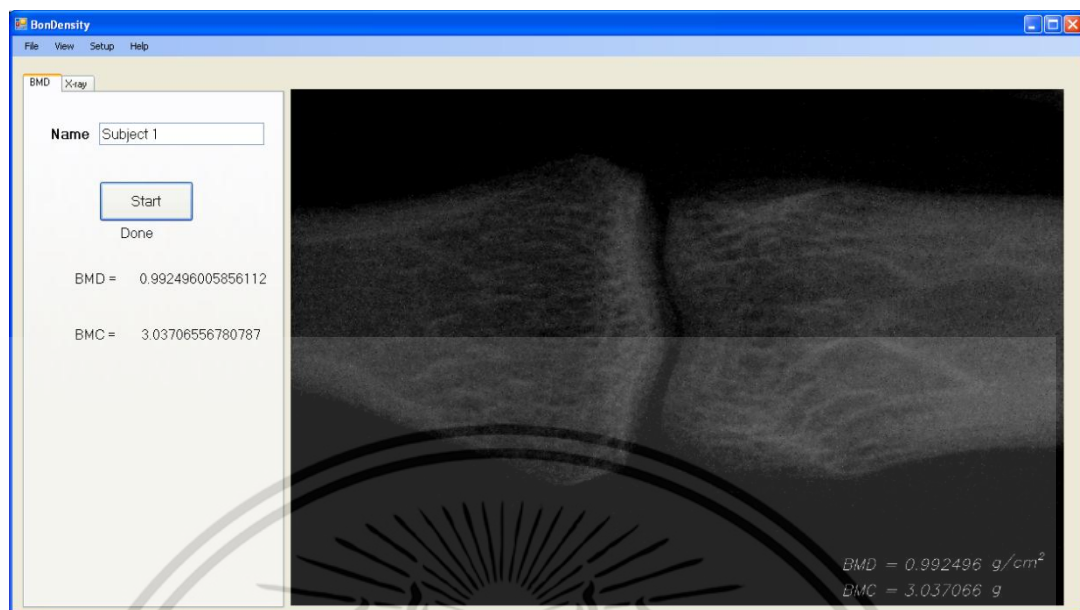 BonDensity
File View Setup Help
BMD X-ray
Name Subject 1
Start
Done
BMD = 0.992496005856112
BMC = 3.03706556780787
BMD = 0.992496 g/cm²
BMC = 3.037066 g